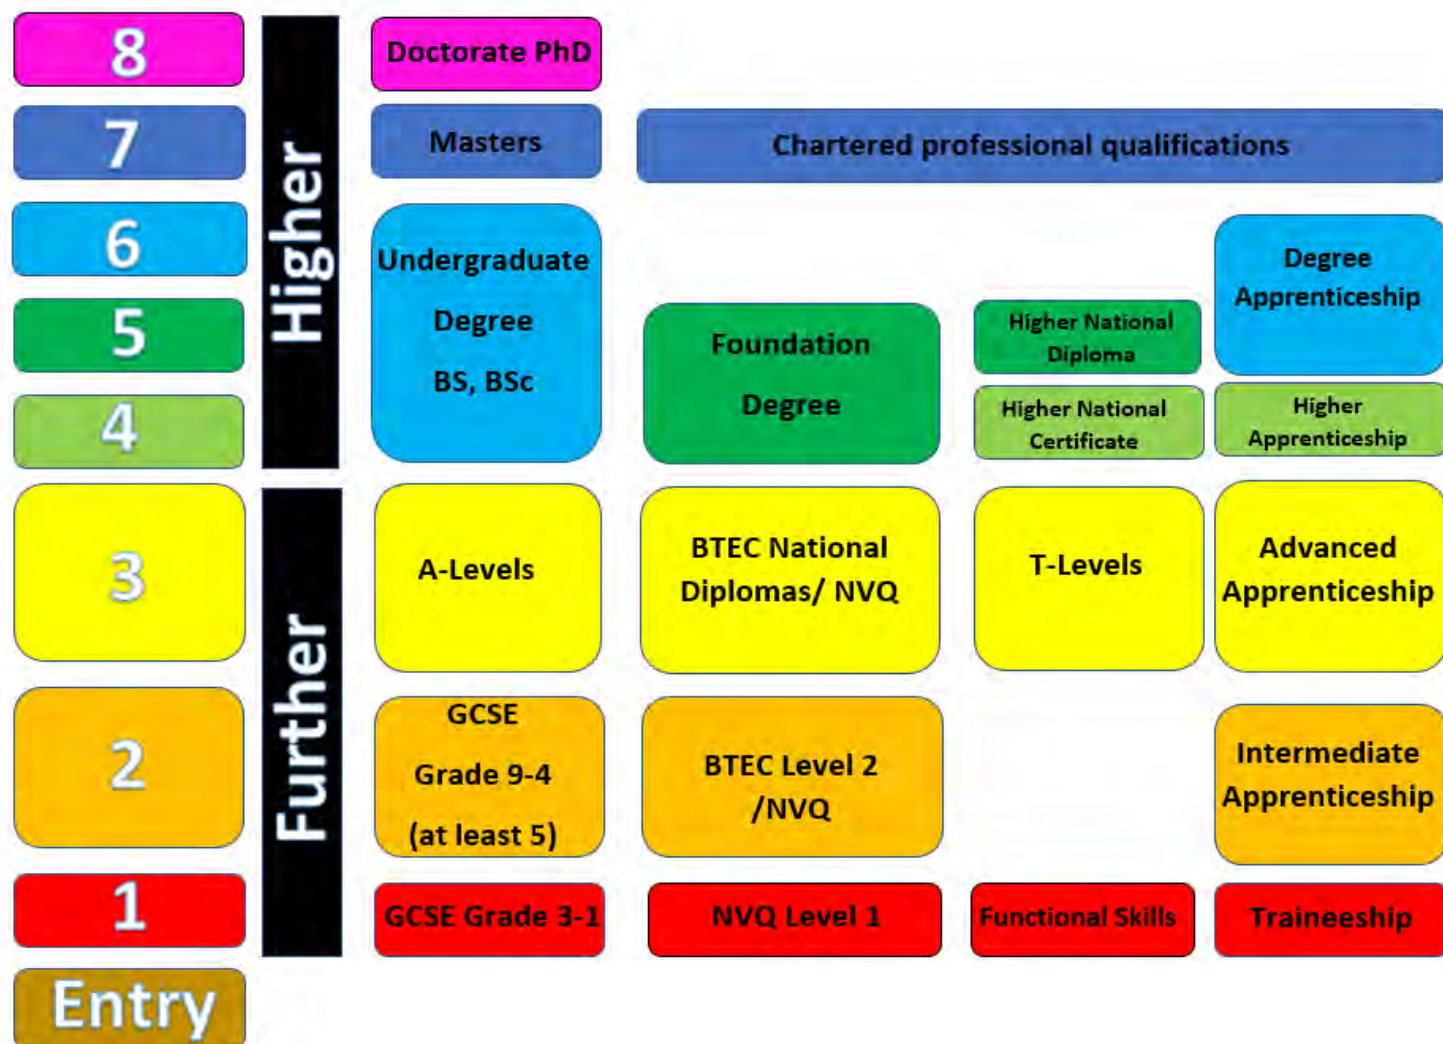 8
Doctorate PhD
7
Masters
Chartered professional qualifications
Higher
6
Undergraduate
Degree
BS, BSc
Degree
Apprenticeship
5
Foundation
Degree
Higher National
Diploma
4
Higher National
Certificate
Higher
Apprenticeship
Further
3
A-Levels
BTEC National
Diplomas/ NVQ
T-Levels
Advanced
Apprenticeship
2
GCSE
Grade 9-4
(at least 5)
BTEC Level 2
/NVQ
Intermediate
Apprenticeship
1
GCSE Grade 3-1
NVQ Level 1
Functional Skills
Traineeship
Entry